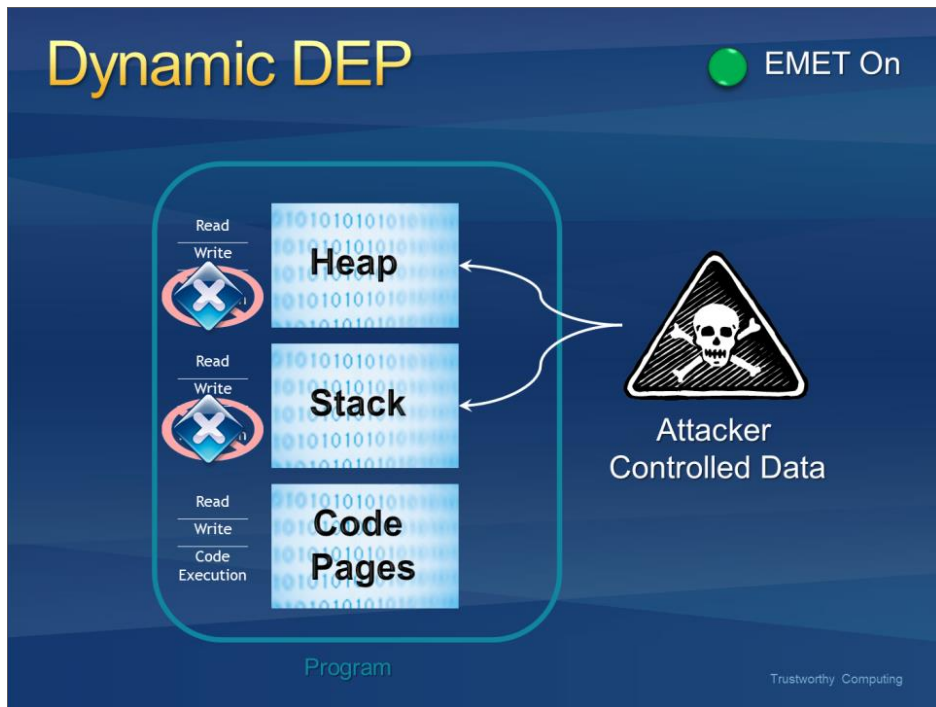 Dynamic DEP
EMET On
Read
Write
Heap
Read
Write
Stack
Attacker
Controlled Data
Read
Write
Code
Execution
Code
Pages
Program
Trustworthy Computing